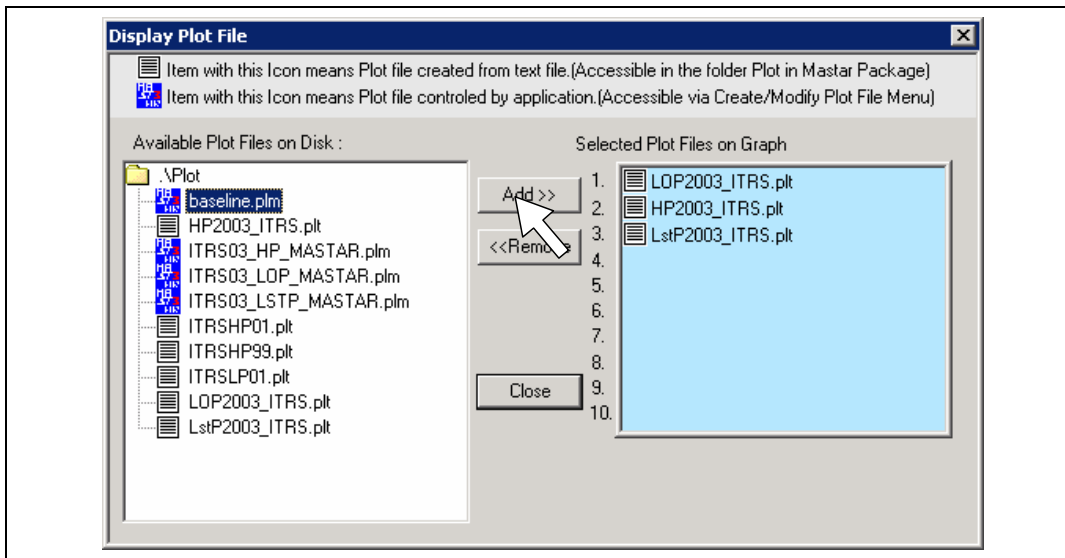 Display Plot File
Item with this Icon means Plot file created from text file.(Accessible in the folder Plot in Mastar Package)
Item with this Icon means Plot file controled by application.(Accessible via Create/Modify Plot File Menu)
Available Plot Files on Disk :
.\Plot
baseline.plm
HP2003_ITRS.plt
ITRS03_HP_MASTAR.plm
ITRS03_LOP_MASTAR.plm
ITRS03_LSTP_MASTAR.plm
ITRSHP01.plt
ITRSHP99.plt
ITRSLP01.plt
LOP2003_ITRS.plt
LstP2003_ITRS.plt
Add >>
<<Remove
Close
Selected Plot Files on Graph
1. LOP2003_ITRS.plt
2. HP2003_ITRS.plt
3. LstP2003_ITRS.plt
4.
5.
6.
7.
8.
9.
10.